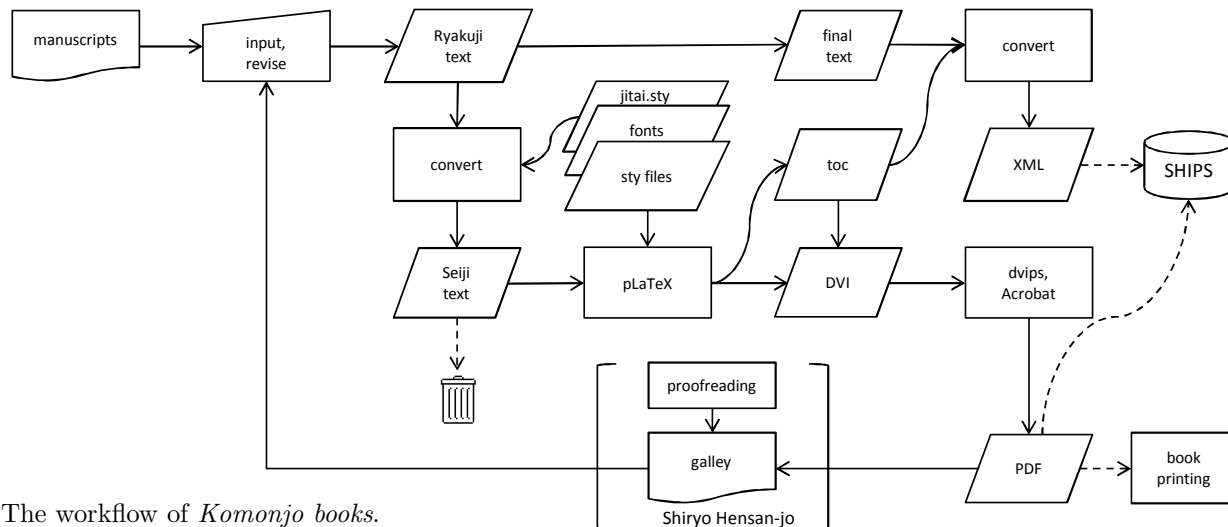 manuscripts
input,
revise
Ryakuji
text
final
text
convert
jitai.sty
fonts
sty files
convert
toc
XML
SHIPS
Seiji
text
pLaTeX
DVI
dvips,
Acrobat
proofreading
galley
PDF
book
printing
Shiryo Hensan-jo
The workflow of Komonjo books.